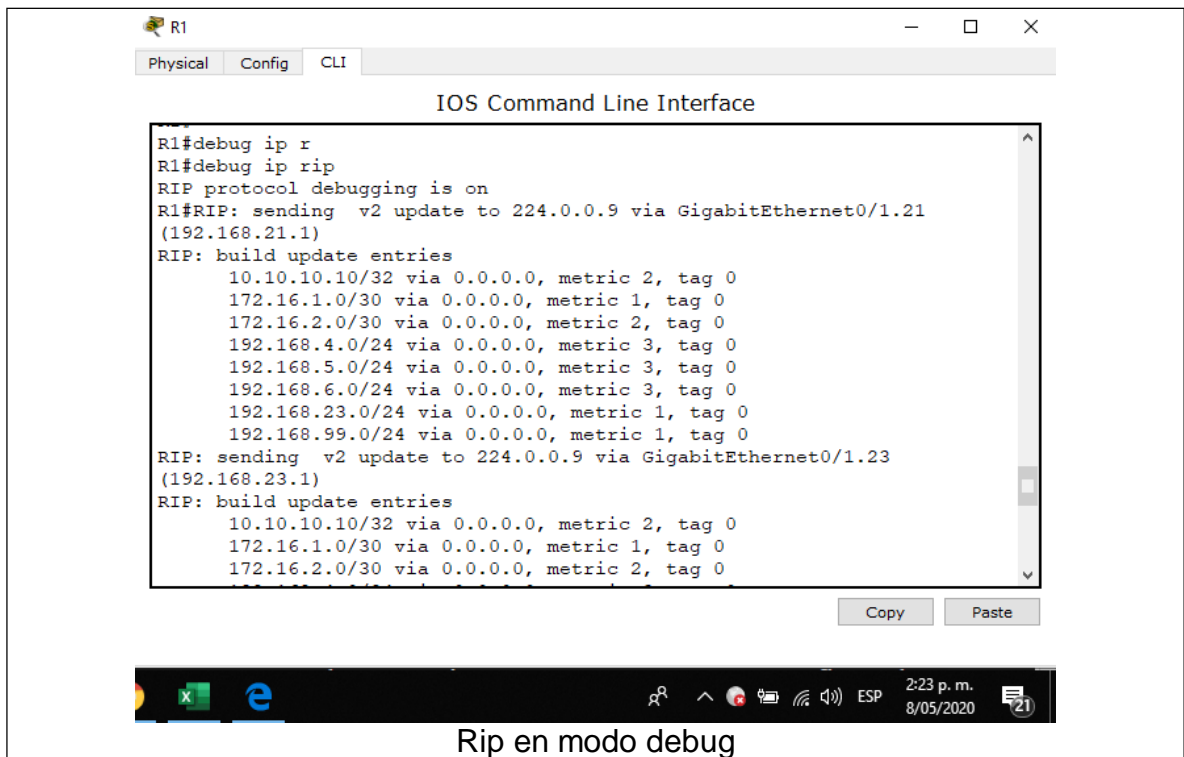 R1
Physical Config CLI
IOS Command Line Interface
R1#debug ip r
R1#debug ip rip
RIP protocol debugging is on
R1#RIP: sending  v2 update to 224.0.0.9 via GigabitEthernet0/1.21
(192.168.21.1)
RIP: build update entries
10.10.10.10/32 via 0.0.0.0, metric 2, tag 0
172.16.1.0/30 via 0.0.0.0, metric 1, tag 0
172.16.2.0/30 via 0.0.0.0, metric 2, tag 0
192.168.4.0/24 via 0.0.0.0, metric 3, tag 0
192.168.5.0/24 via 0.0.0.0, metric 3, tag 0
192.168.6.0/24 via 0.0.0.0, metric 3, tag 0
192.168.23.0/24 via 0.0.0.0, metric 1, tag 0
192.168.99.0/24 via 0.0.0.0, metric 1, tag 0
RIP: sending  v2 update to 224.0.0.9 via GigabitEthernet0/1.23
(192.168.23.1)
RIP: build update entries
10.10.10.10/32 via 0.0.0.0, metric 2, tag 0
172.16.1.0/30 via 0.0.0.0, metric 1, tag 0
172.16.2.0/30 via 0.0.0.0, metric 2, tag 0
Copy Paste
ESP
2:23 p. m.
8/05/2020
21
Rip en modo debug